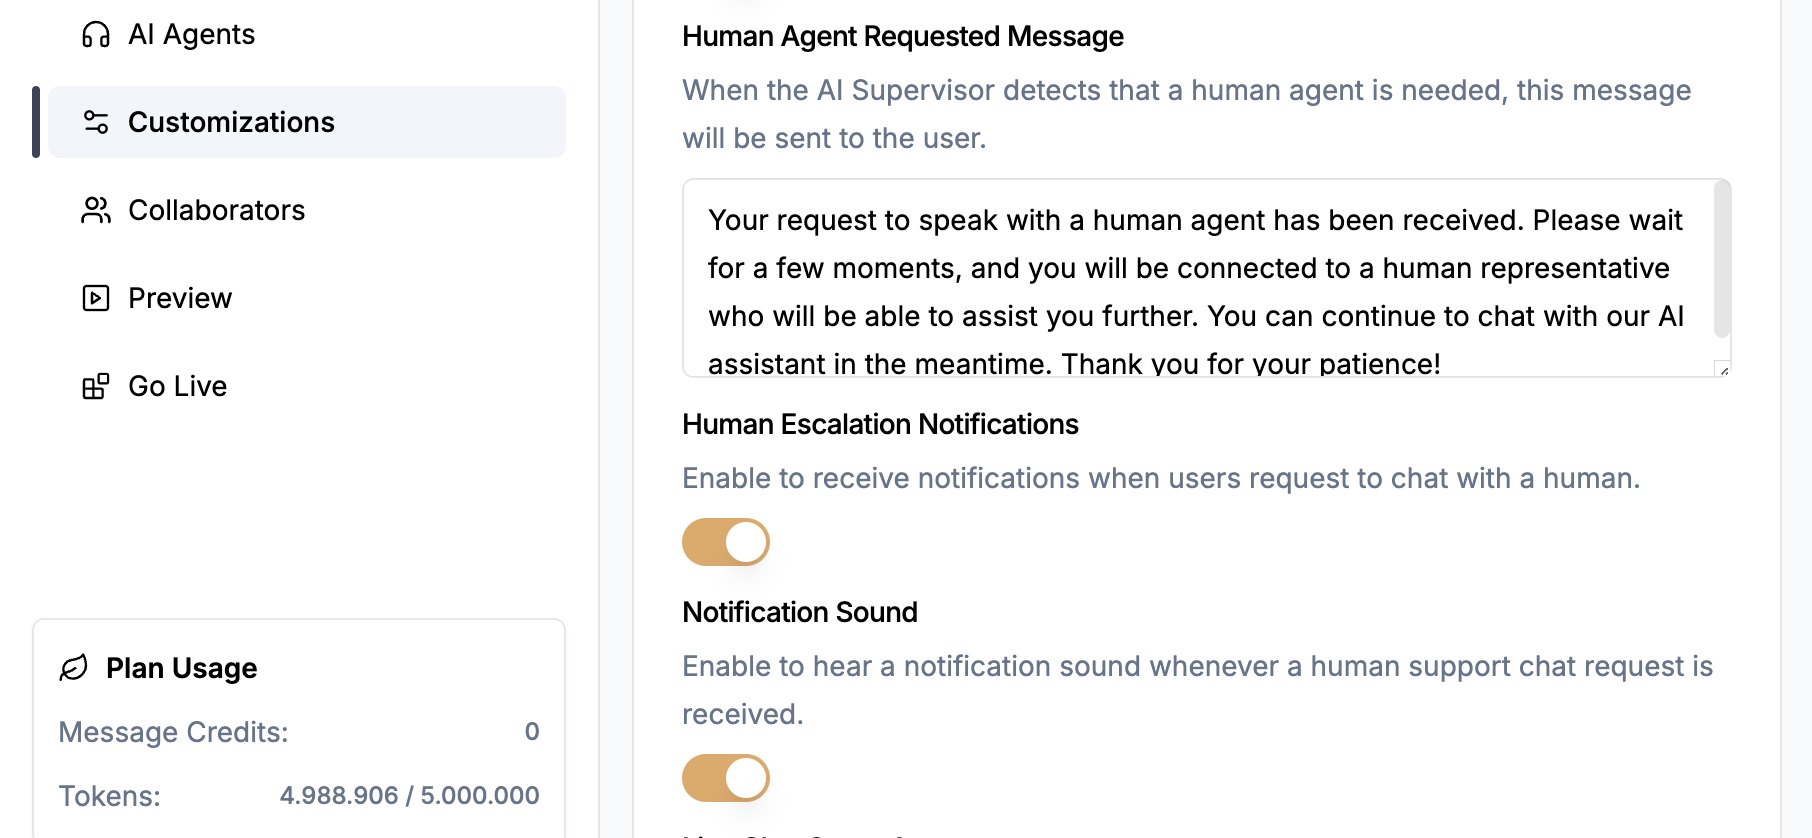 AI Agents
Customizations
Collaborators
Preview
Go Live
Plan Usage
Message Credits: 0
Tokens: 4.988.906 / 5.000.000
Human Agent Requested Message
When the AI Supervisor detects that a human agent is needed, this message
will be sent to the user.
Your request to speak with a human agent has been received. Please wait
for a few moments, and you will be connected to a human representative
who will be able to assist you further. You can continue to chat with our AI
assistant in the meantime. Thank you for your patience!
Human Escalation Notifications
Enable to receive notifications when users request to chat with a human.
Notification Sound
Enable to hear a notification sound whenever a human support chat request is
received.